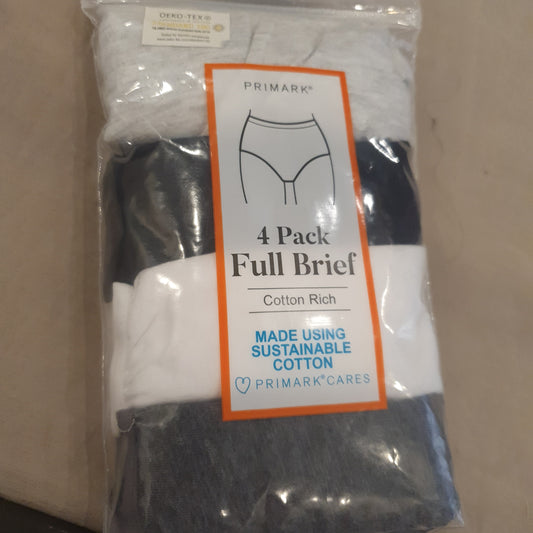 OEKO-TEX®
PRIMARK®
4 Pack
Full Brief
Cotton Rich
MADE USING
SUSTAINABLE
COTTON
PRIMARK®CARES